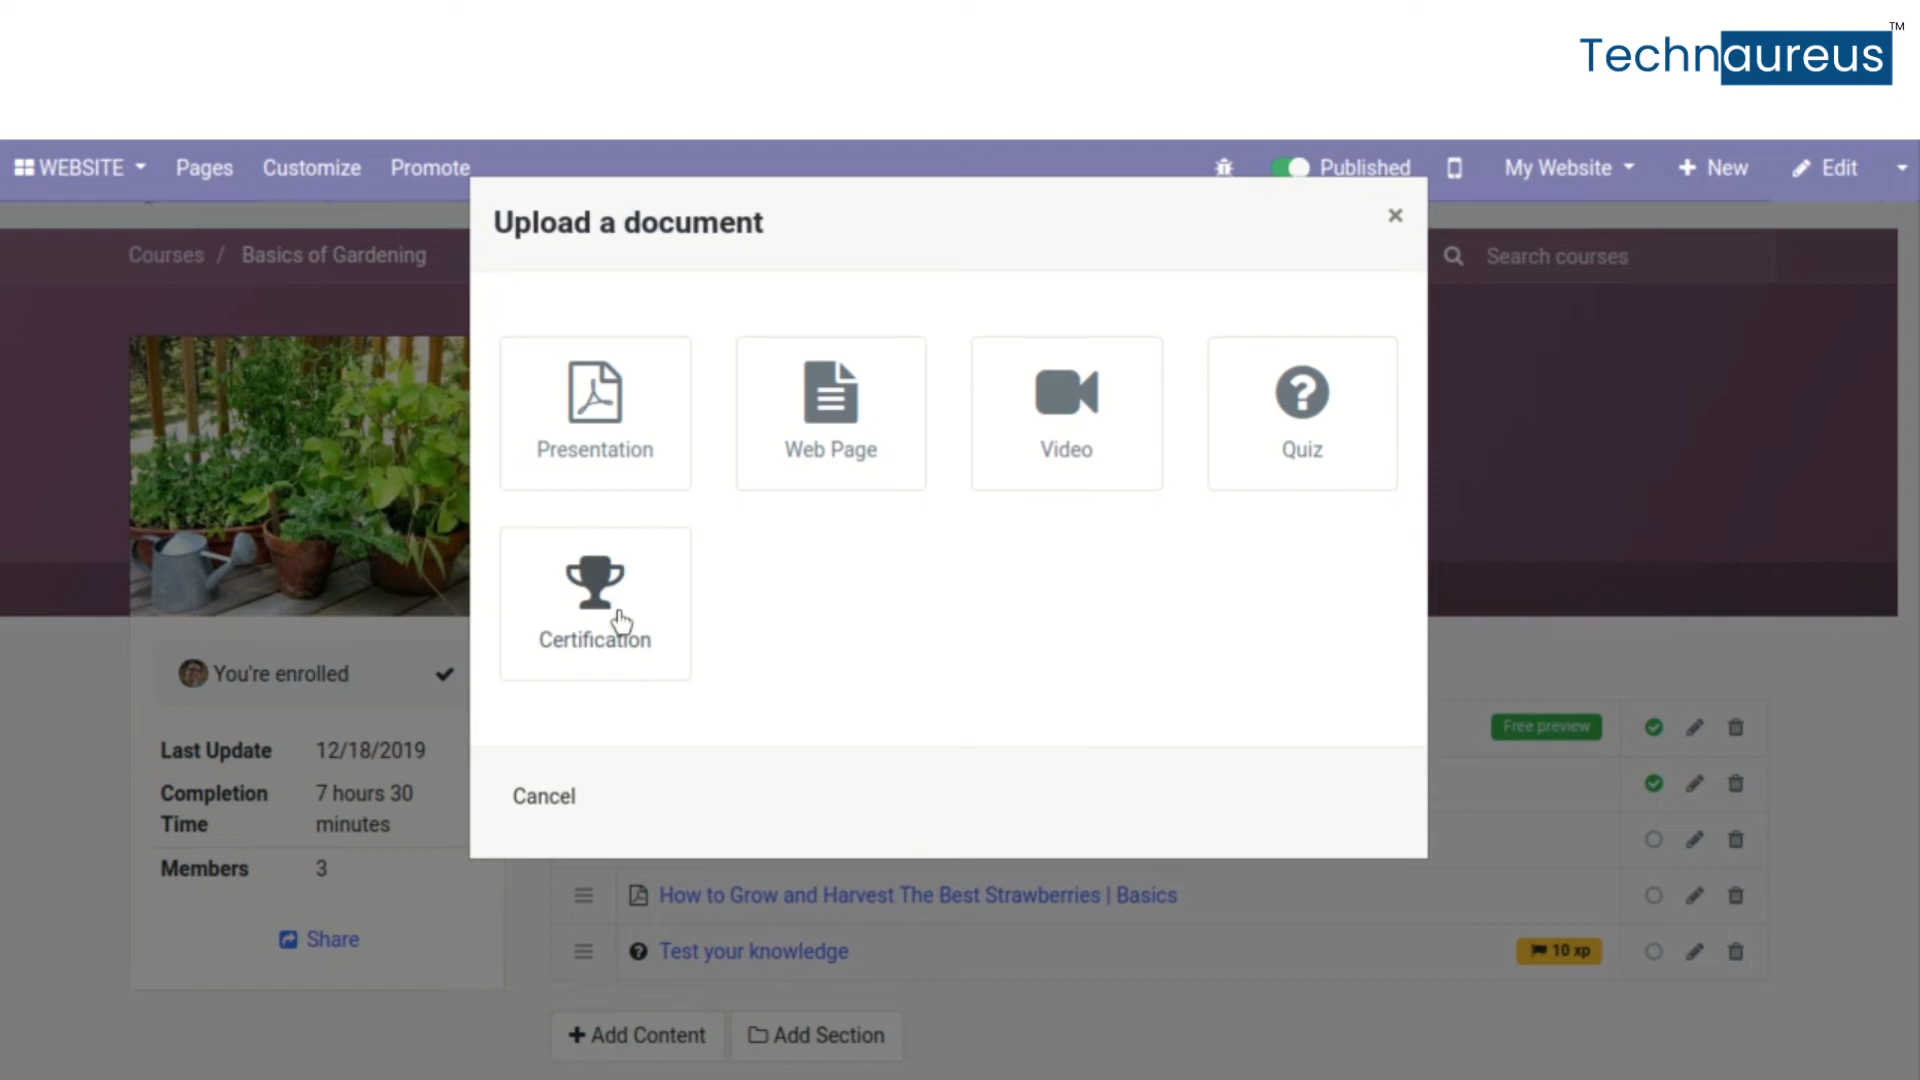 Technaureus™
WEBSITE Pages Customize Promote Published My Website + New Edit
Upload a document ×
Courses / Basics of Gardening Search courses
Presentation Web Page Video Quiz
Certification
You're enrolled
Last Update 12/18/2019
Free preview
Completion Time 7 hours 30 minutes
Cancel
Members 3
How to Grow and Harvest The Best Strawberries | Basics
Share
Test your knowledge 10 xp
+ Add Content Add Section